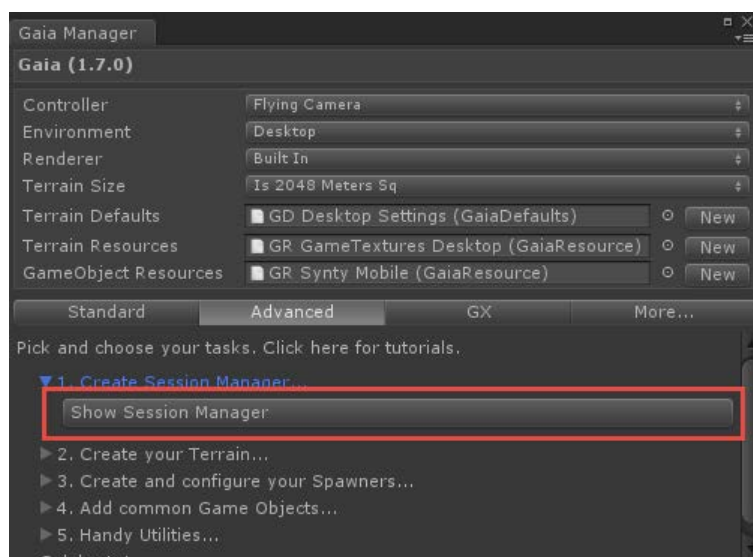 Gaia Manager
Gaia (1.7.0)
Controller Flying Camera
Environment Desktop
Renderer Built In
Terrain Size Is 2048 Meters Sq
Terrain Defaults GD Desktop Settings (GaiaDefaults) New
Terrain Resources GR GameTextures Desktop (GaiaResource) New
GameObject Resources GR Synty Mobile (GaiaResource) New
Standard Advanced GX More...
Pick and choose your tasks. Click here for tutorials.
1. Create Session Manager...
Show Session Manager
2. Create your Terrain...
3. Create and configure your Spawners...
4. Add common Game Objects...
5. Handy Utilities...